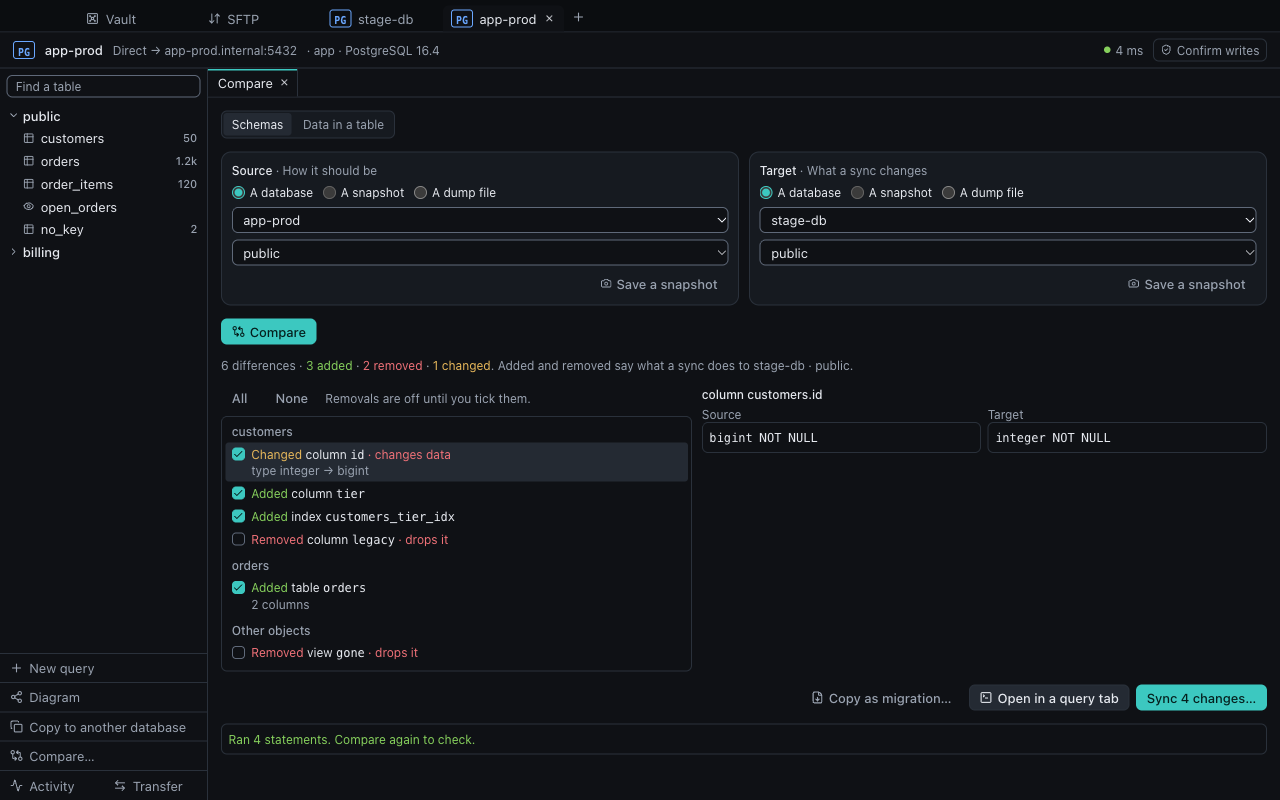 Vault
SFTP
PG stage-db
PG app-prod ×
PG app-prod Direct → app-prod.internal:5432 · app · PostgreSQL 16.4
4 ms
Confirm writes
Find a table
public
customers 50
orders 1.2k
order_items 120
open_orders
no_key 2
billing
New query
Diagram
Copy to another database
Compare...
Activity
Transfer
Compare ×
Schemas
Data in a table
Source · How it should be
A database
A snapshot
A dump file
app-prod
public
Save a snapshot
Target · What a sync changes
A database
A snapshot
A dump file
stage-db
public
Save a snapshot
Compare
6 differences · 3 added · 2 removed · 1 changed. Added and removed say what a sync does to stage-db · public.
All
None
Removals are off until you tick them.
customers
Changed column id · changes data
type integer → bigint
Added column tier
Added index customers_tier_idx
Removed column legacy · drops it
orders
Added table orders
2 columns
Other objects
Removed view gone · drops it
column customers.id
Source
bigint NOT NULL
Target
integer NOT NULL
Copy as migration...
Open in a query tab
Sync 4 changes...
Ran 4 statements. Compare again to check.